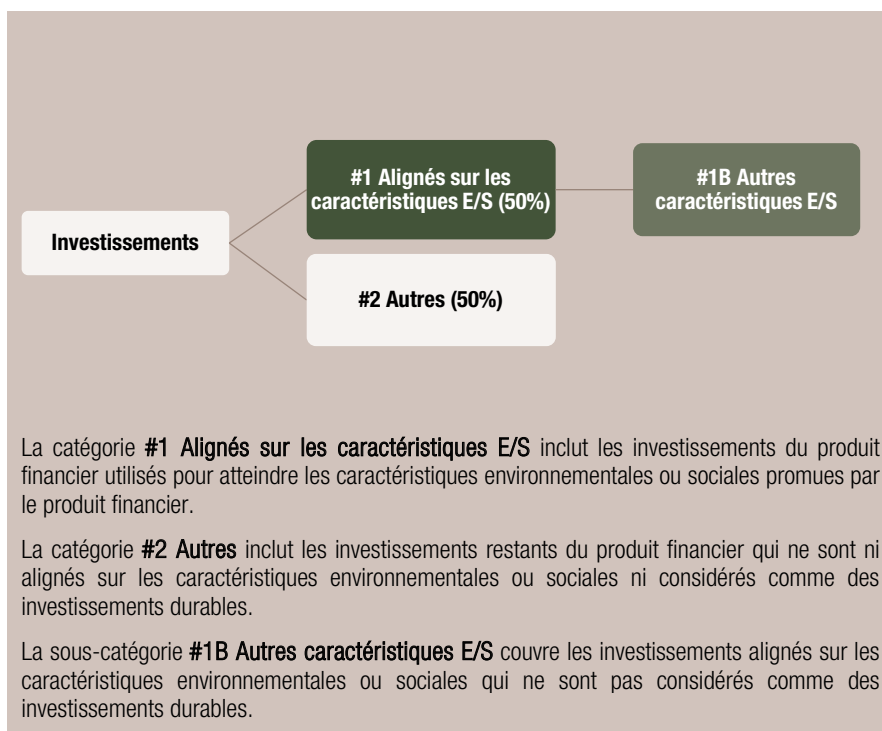 #1 Alignés sur les
caractéristiques E/S (50%)
#1B Autres
caractéristiques E/S
Investissements
#2 Autres (50%)
La catégorie #1 Alignés sur les caractéristiques E/S inclut les investissements du produit
financier utilisés pour atteindre les caractéristiques environnementales ou sociales promues par
le produit financier.
La catégorie #2 Autres inclut les investissements restants du produit financier qui ne sont ni
alignés sur les caractéristiques environnementales ou sociales ni considérés comme des
investissements durables.
La sous-catégorie #1B Autres caractéristiques E/S couvre les investissements alignés sur les
caractéristiques environnementales ou sociales qui ne sont pas considérés comme des
investissements durables.